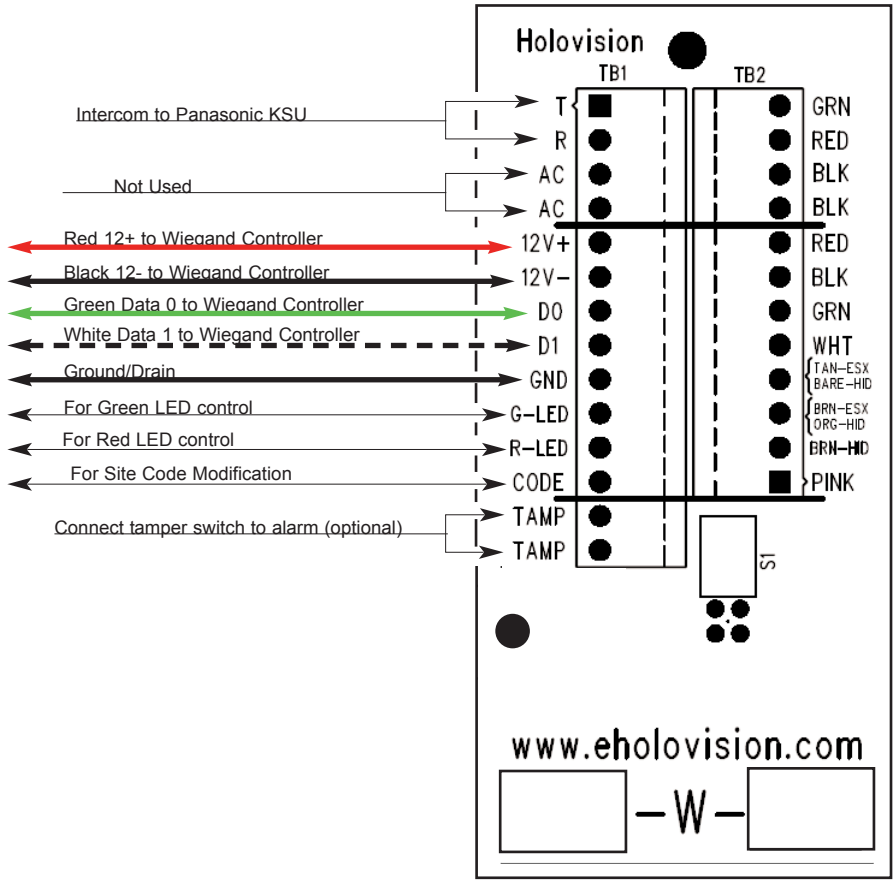 Holovision
TB1 TB2
Intercom to Panasonic KSU T GRN
R RED
Not Used AC BLK
AC BLK
Red 12+ to Wiegand Controller 12V+ RED
Black 12- to Wiegand Controller 12V- BLK
Green Data 0 to Wiegand Controller D0 GRN
White Data 1 to Wiegand Controller D1 WHT
Ground/Drain GND TAN-ESX
BARE-HID
For Green LED control G-LED BRN-ESX
ORG-HID
For Red LED control R-LED BRN-HID
For Site Code Modification CODE PINK
Connect tamper switch to alarm (optional) TAMP
TAMP
S1
www.eholovision.com
-W-